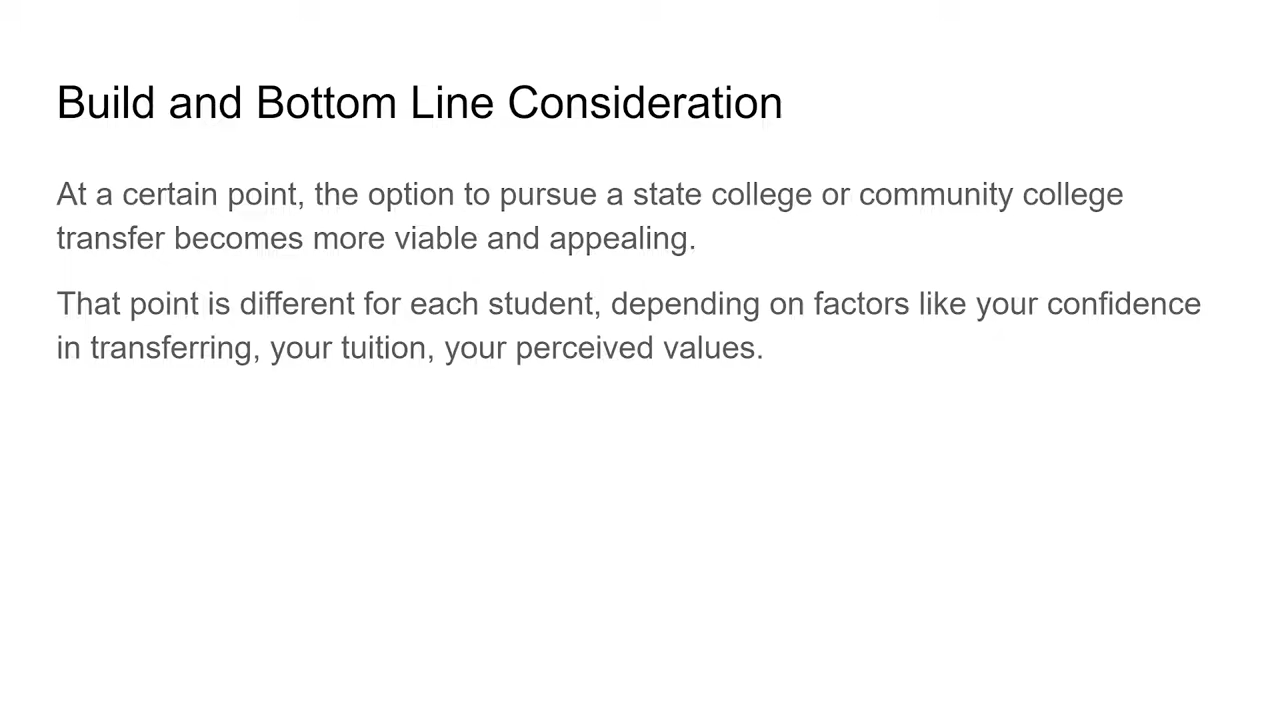 Build and Bottom Line Consideration
At a certain point, the option to pursue a state college or community college
transfer becomes more viable and appealing.
That point is different for each student, depending on factors like your confidence
in transferring, your tuition, your perceived values.